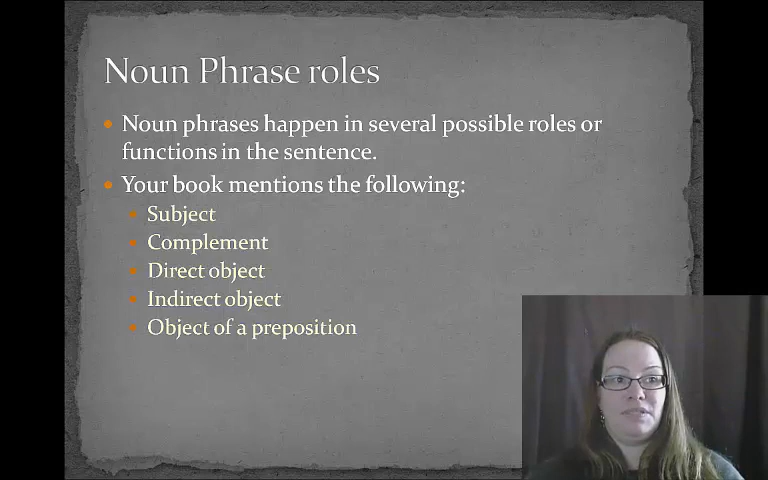 Noun Phrase roles
Noun phrases happen in several possible roles or
functions in the sentence.
Your book mentions the following:
Subject
Complement
Direct object
Indirect object
Object of a preposition